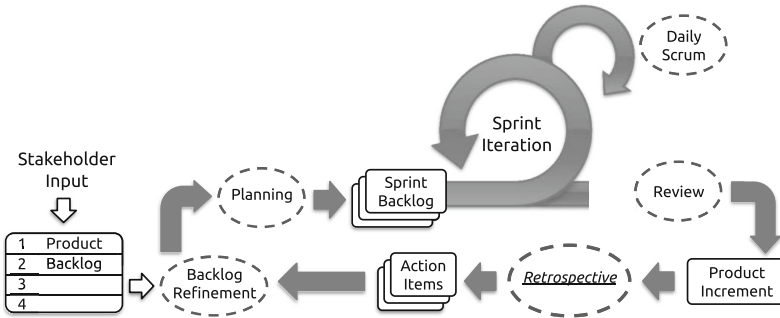 Daily
Scrum
Sprint
Iteration
Stakeholder
Input
Planning
Sprint
Backlog
Review
1 Product
2 Backlog
3
4
Backlog
Refinement
Action
Items
Retrospective
Product
Increment